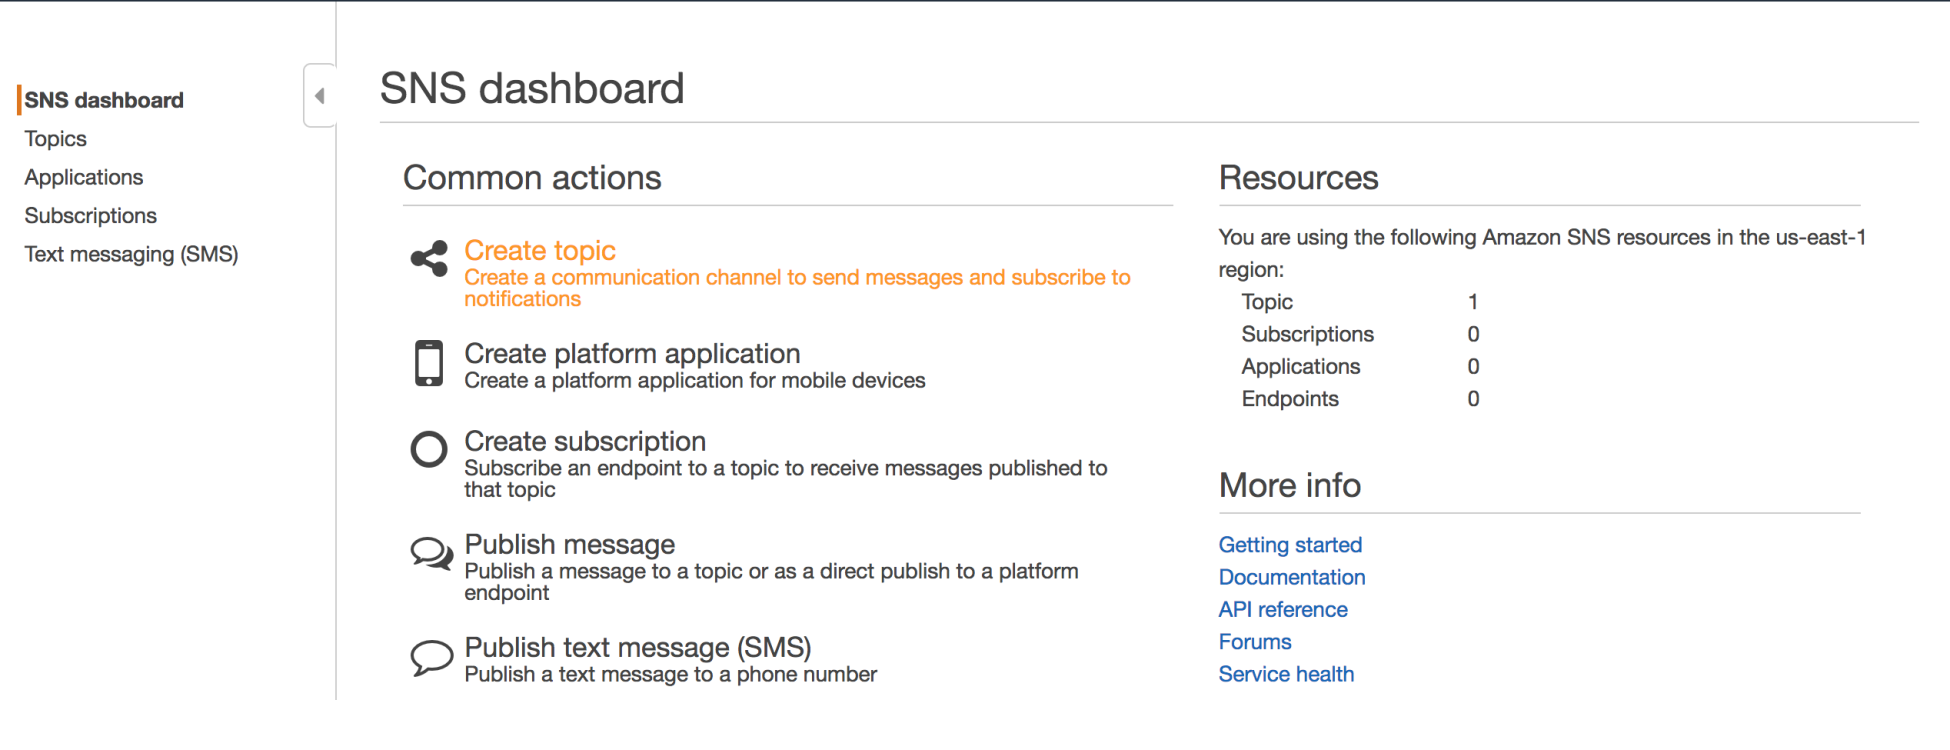 SNS dashboard
Topics
Applications
Subscriptions
Text messaging (SMS)
SNS dashboard
Common actions
Create topic
Create a communication channel to send messages and subscribe to
notifications
Create platform application
Create a platform application for mobile devices
Create subscription
Subscribe an endpoint to a topic to receive messages published to
that topic
Publish message
Publish a message to a topic or as a direct publish to a platform
endpoint
Publish text message (SMS)
Publish a text message to a phone number
Resources
You are using the following Amazon SNS resources in the us-east-1
region:
Topic 1
Subscriptions 0
Applications 0
Endpoints 0
More info
Getting started
Documentation
API reference
Forums
Service health